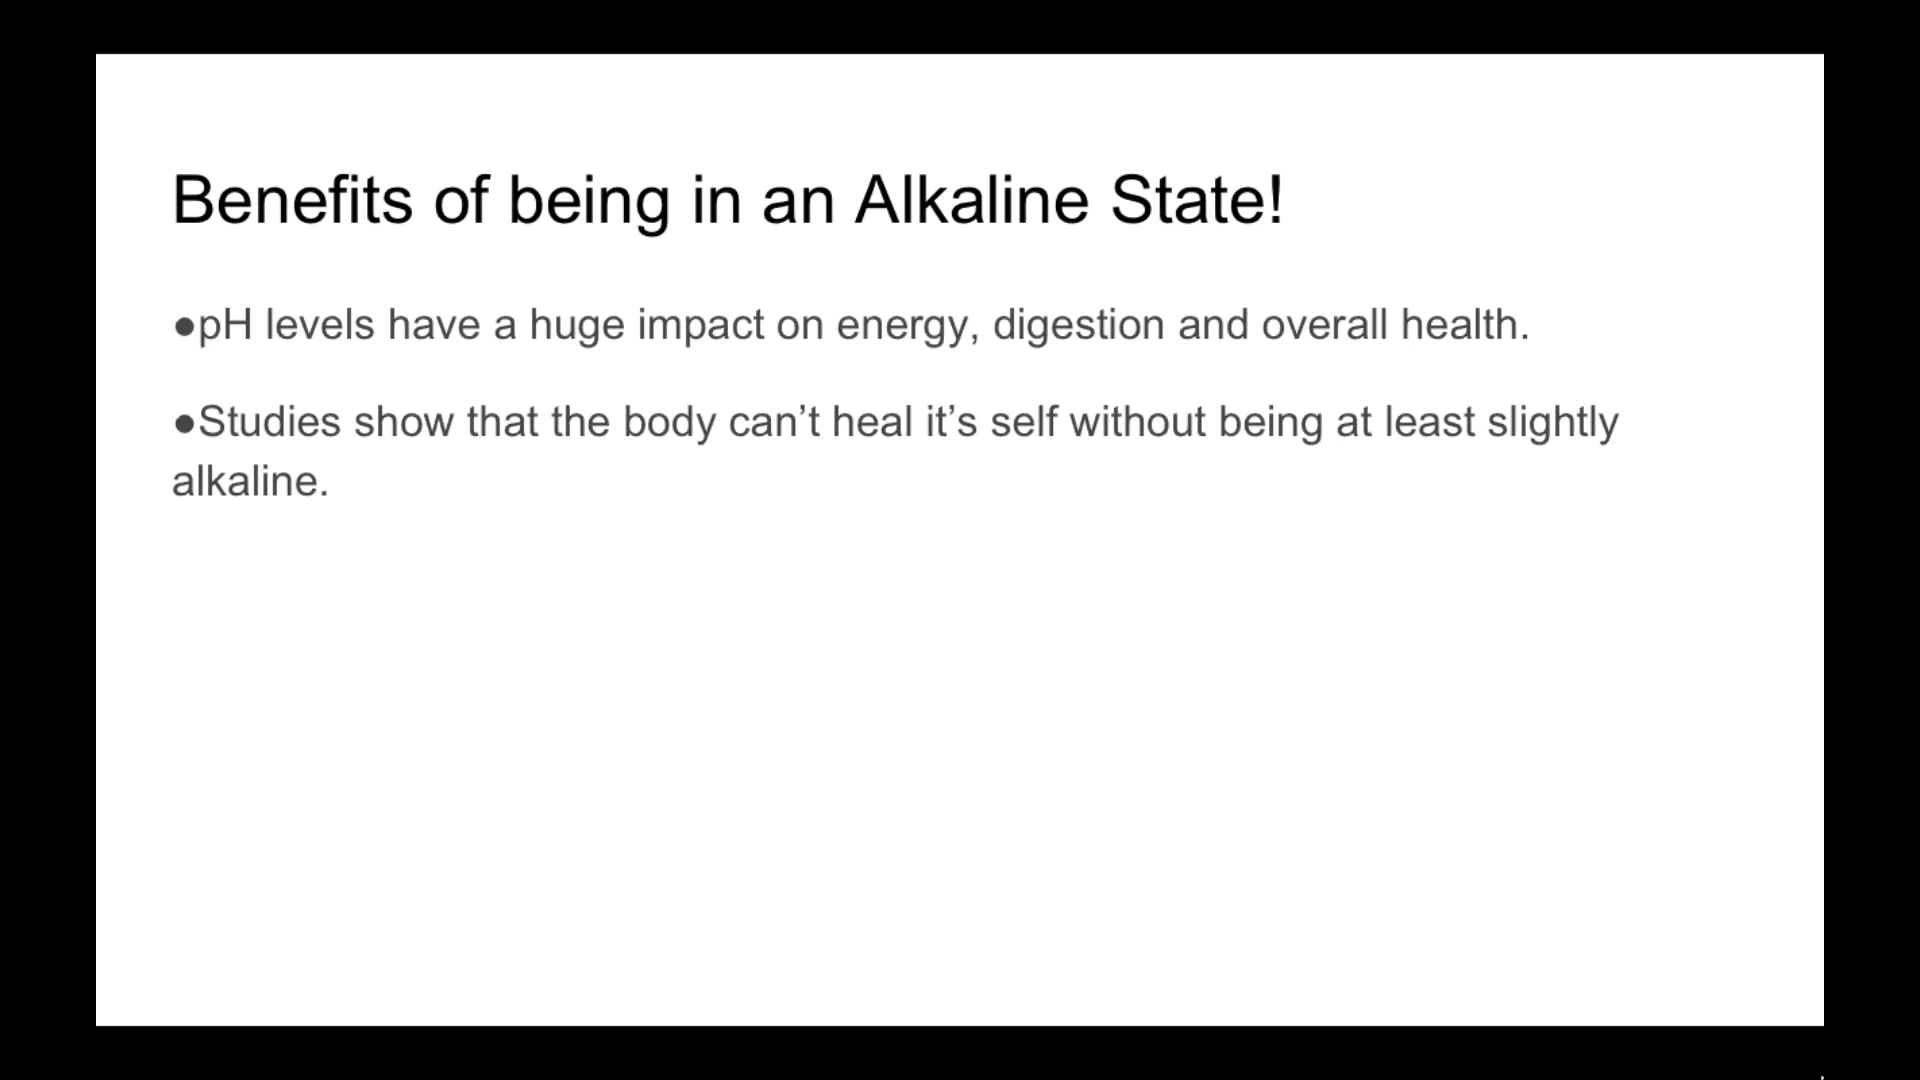 Benefits of being in an Alkaline State!
●pH levels have a huge impact on energy, digestion and overall health.
●Studies show that the body can’t heal it’s self without being at least slightly
alkaline.